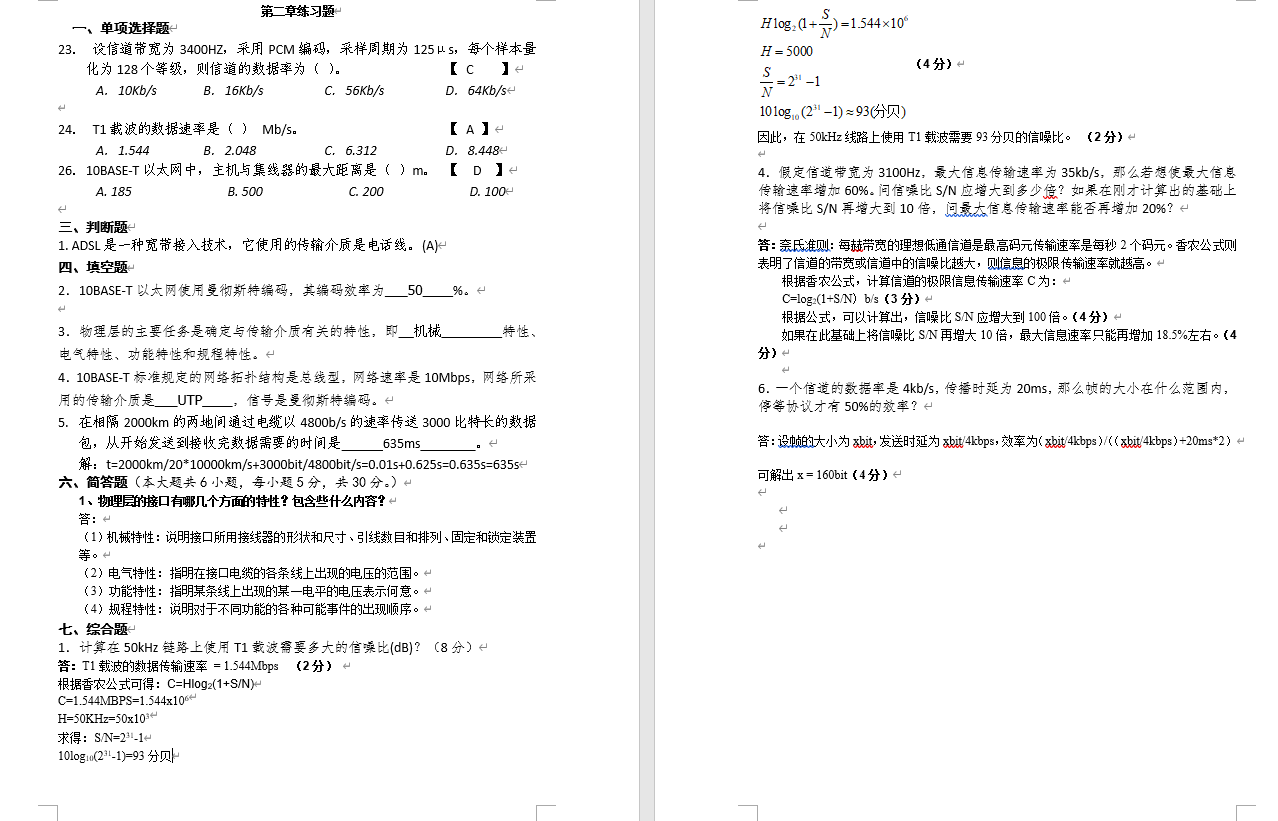 第二章练习题
一、单项选择题
23. 设信道带宽为 3400HZ，采用 PCM 编码，采样周期为 125μs，每个样本量
化为 128 个等级，则信道的数据率为（ ）。 【 C 】
A. 10Kb/s B. 16Kb/s C. 56Kb/s D. 64Kb/s
24. T1 载波的数据速率是（ ） Mb/s。 【 A 】
A. 1.544 B. 2.048 C. 6.312 D. 8.448
26. 10BASE-T 以太网中，主机与集线器的最大距离是（ ）m。 【 D 】
A. 185 B. 500 C. 200 D. 100
三、判断题
1. ADSL 是一种宽带接入技术，它使用的传输介质是电话线。(A)
四、填空题
2. 10BASE-T 以太网使用曼彻斯特编码，其编码效率为___50____%。
3. 物理层的主要任务是确定与传输介质有关的特性，即__机械________特性、
电气特性、功能特性和规程特性。
4. 10BASE-T 标准规定的网络拓扑结构是总线型，网络速率是 10Mbps，网络所采
用的传输介质是___UTP____，信号是曼彻斯特编码。
5. 在相隔 2000km 的两地间通过电缆以 4800b/s 的速率传送 3000 比特长的数据
包，从开始发送到接收完数据需要的时间是_____635ms_______。
解：t=2000km/20*10000km/s+3000bit/4800bit/s=0.01s+0.625s=0.635s=635s
六、简答题（本大题共 6 小题，每小题 5 分，共 30 分。）
1、物理层的接口有哪几个方面的特性？包含些什么内容？
答：
（1）机械特性：说明接口所用接线器的形状和尺寸、引线数目和排列、固定和锁定装置
等。
（2）电气特性：指明在接口电缆的各条线上出现的电压的范围。
（3）功能特性：指明某条线上出现的某一电平的电压表示何意。
（4）规程特性：说明对于不同功能的各种可能事件的出现顺序。
七、综合题
1. 计算在 50kHz 链路上使用 T1 载波需要多大的信噪比(dB)？（8 分）
答：T1 载波的数据传输速率 = 1.544Mbps （2 分）
根据香农公式可得：C=Hlog₂(1+S/N)
C=1.544MBPS=1.544x10⁶
H=50KHz=50x10³
求得：S/N=2³¹-1
10log₁₀(2³¹-1)=93 分贝
H log₂(1+S/N)=1.544×10⁶
H = 5000
（4 分）
S/N = 2³¹ −1
10 log₁₀(2³¹ −1) ≈ 93(分贝)
因此，在 50kHz 线路上使用 T1 载波需要 93 分贝的信噪比。 （2 分）
4. 假定信道带宽为 3100Hz，最大信息传输速率为 35kb/s，那么若想使最大信息
传输速率增加 60%。问信噪比 S/N 应增大到多少倍？如果在刚才计算出的基础上
将信噪比 S/N 再增大到 10 倍，问最大信息传输速率能否再增加 20%？
答：奈氏准则：每赫带宽的理想低通信道是最高码元传输速率是每秒 2 个码元。香农公式则
表明了信道的带宽或信道中的信噪比越大，则信息的极限传输速率就越高。
根据香农公式，计算信道的极限信息传输速率 C 为：
C=log₂(1+S/N) b/s（3 分）
根据公式，可以计算出，信噪比 S/N 应增大到 100 倍。（4 分）
如果在此基础上将信噪比 S/N 再增大 10 倍，最大信息速率只能再增加 18.5%左右。（4
分）
6. 一个信道的数据率是 4kb/s，传播时延为 20ms，那么帧的大小在什么范围内，
停等协议才有 50%的效率？
答：设帧的大小为 xbit，发送时延为 xbit/4kbps，效率为（xbit/4kbps）/(（xbit/4kbps）+20ms*2）
可解出 x = 160bit（4 分）